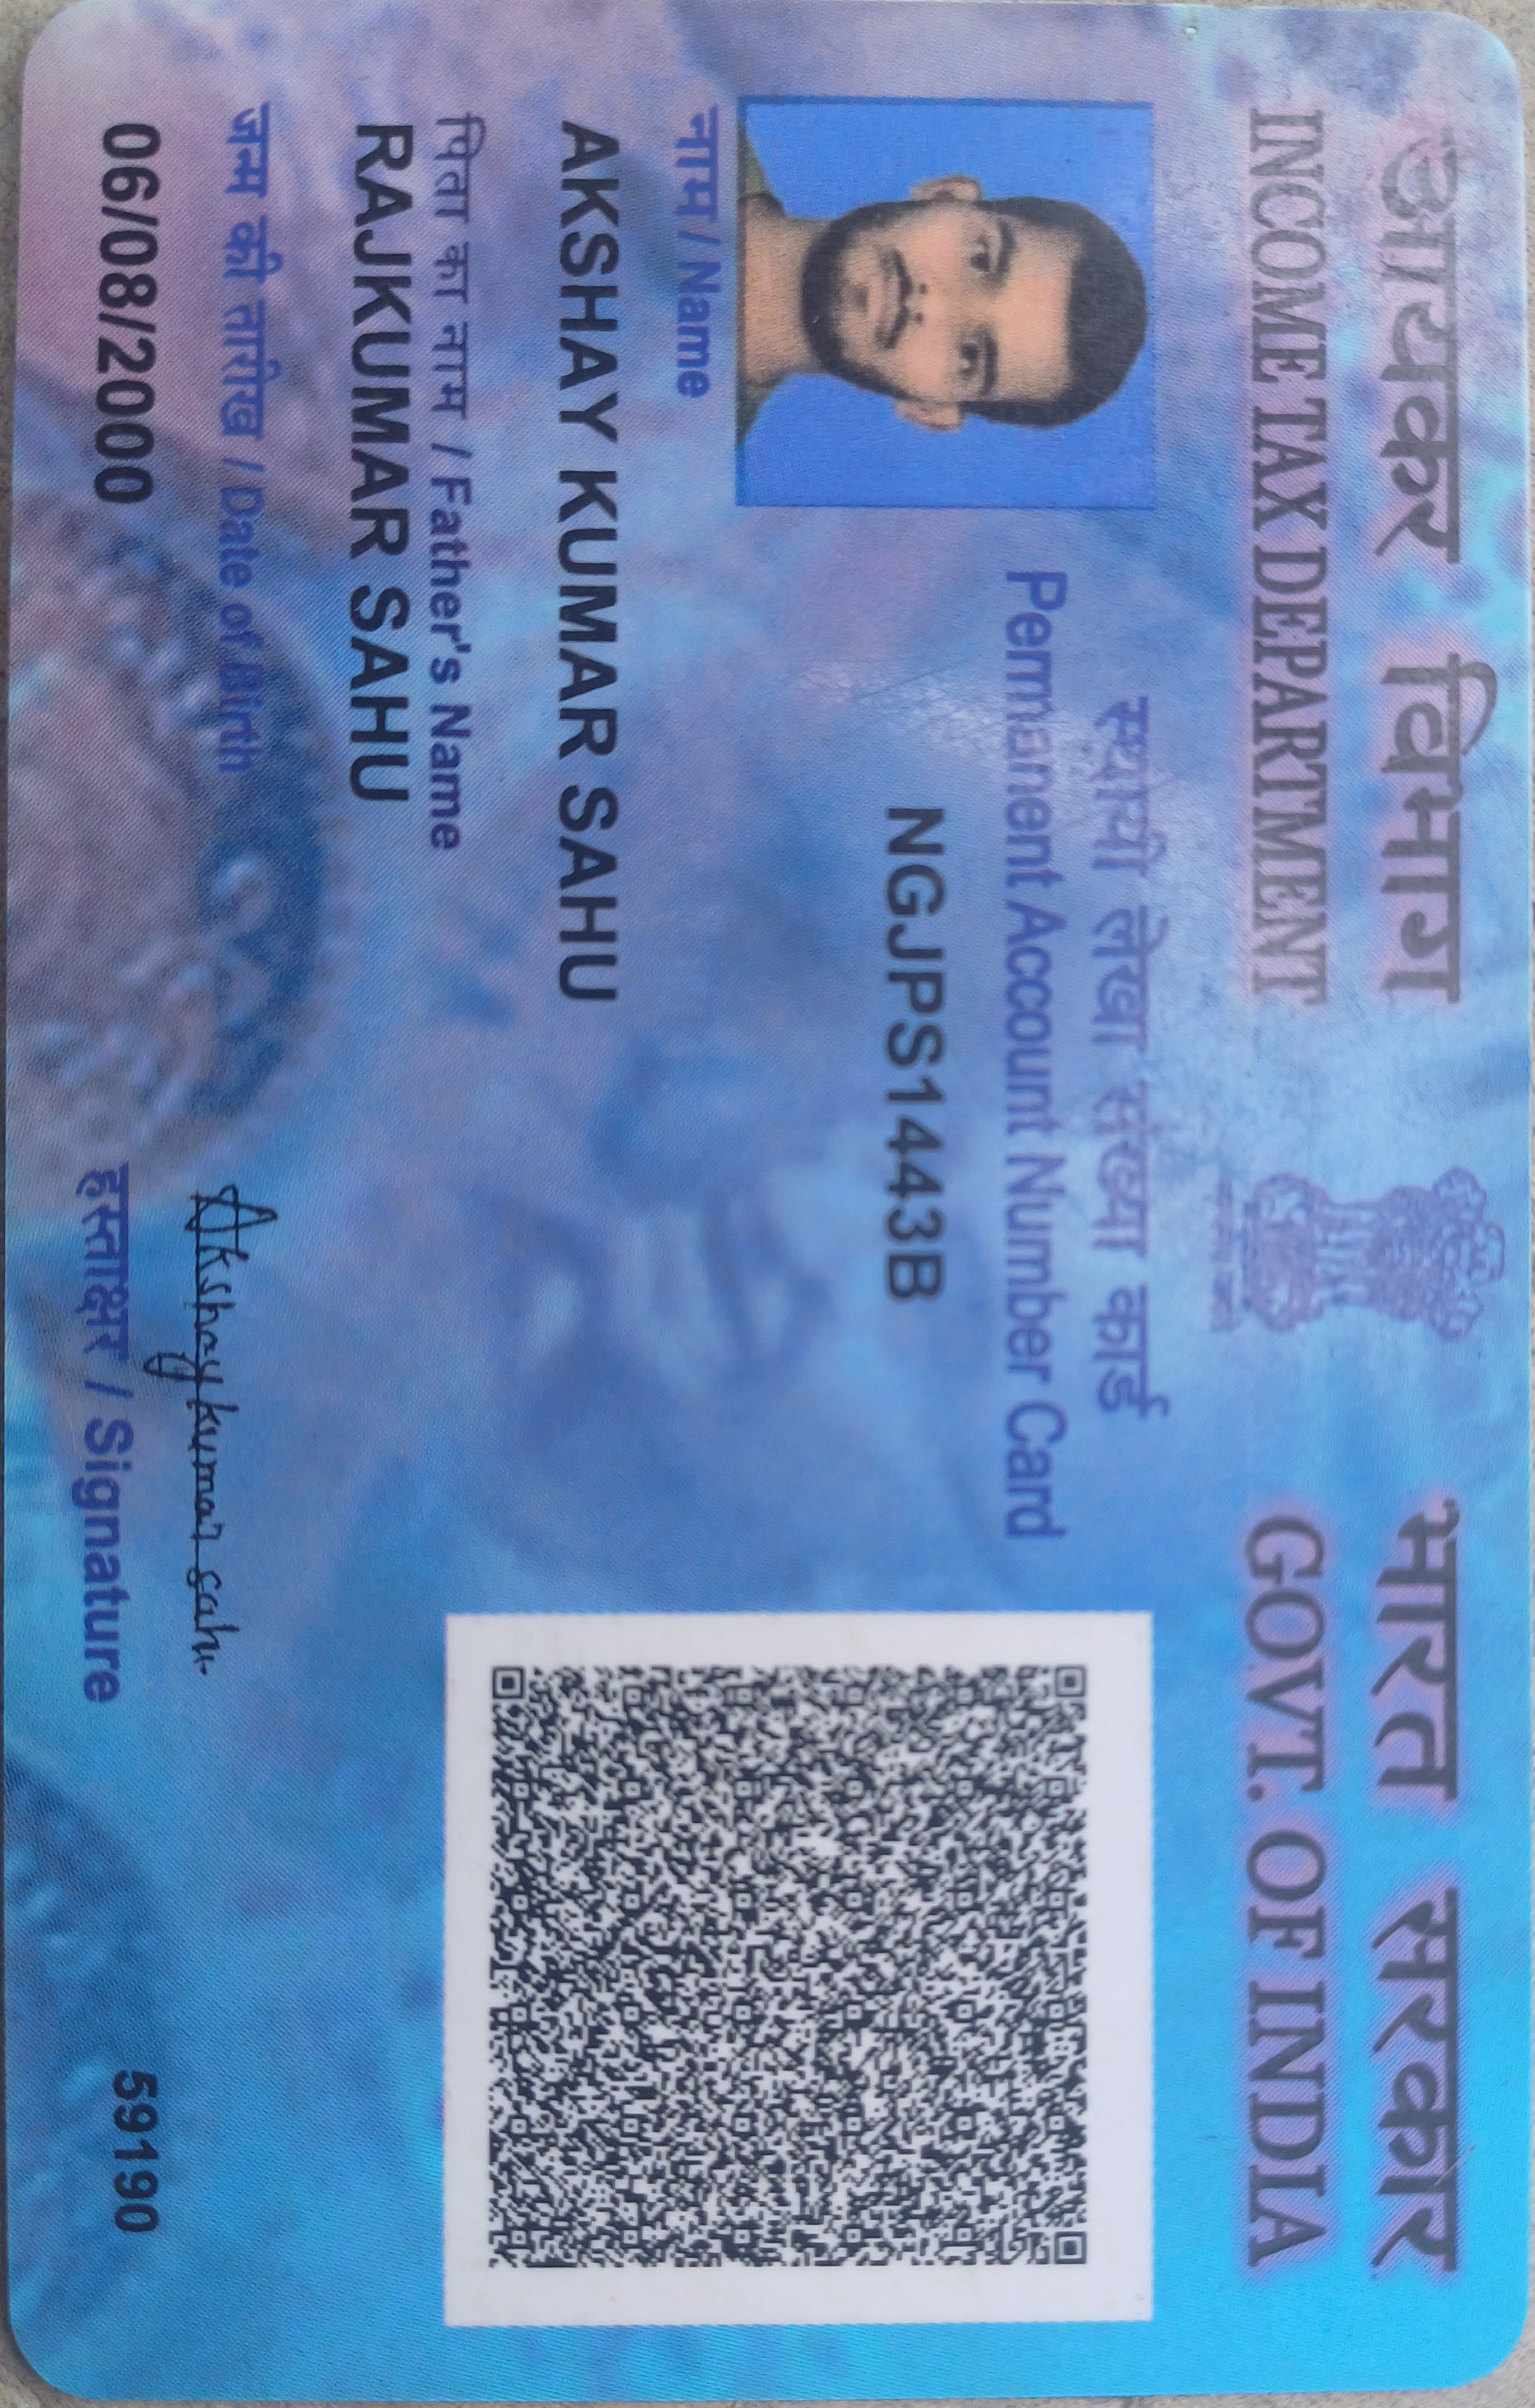 आयकर विभाग
INCOME TAX DEPARTMENT
भारत सरकार
GOVT. OF INDIA
स्थायी लेखा संख्या कार्ड
Permanent Account Number Card
NGJPS1443B
नाम / Name
AKSHAY KUMAR SAHU
पिता का नाम / Father's Name
RAJKUMAR SAHU
जन्म की तारीख / Date of Birth
06/08/2000
Akshay kumar sahu
हस्ताक्षर / Signature
59190